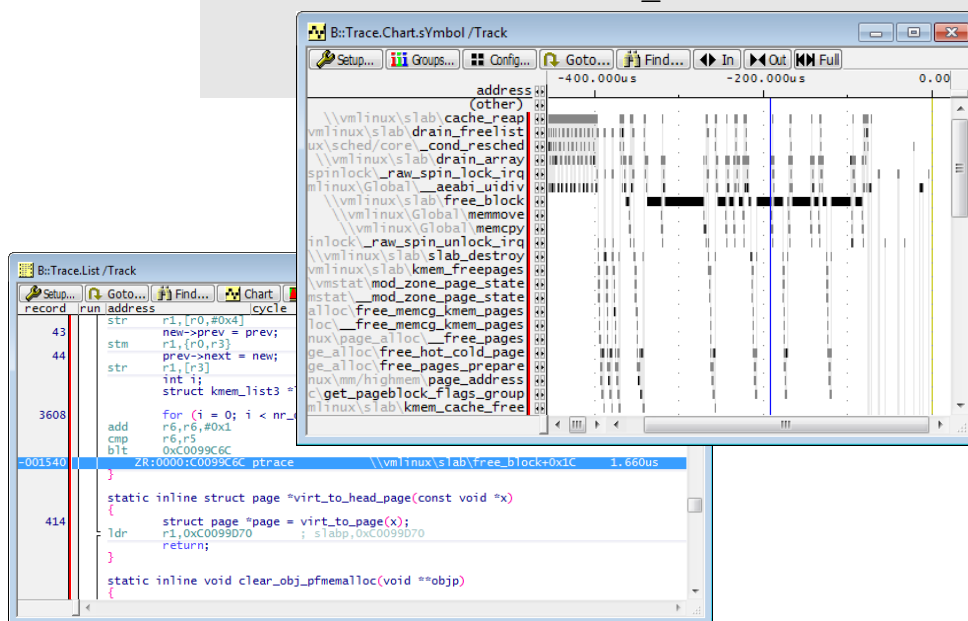 B::Trace.Chart.sYmbol /Track
Setup... Groups... Config... Goto... Find... In Out Full
-400.000us -200.000us 0.00
address
(other)
\\vmlinux\slab\cache_reap
vmlinux\slab\drain_freelist
ux\sched/core\_cond_resched
\\vmlinux\slab\drain_array
spinlock\_raw_spin_lock_irq
mlinux\Global\__aeabi_uidiv
\\vmlinux\slab\free_block
\\vmlinux\Global\memmove
\\vmlinux\Global\memcpy
inlock\_raw_spin_unlock_irq
\\vmlinux\slab\slab_destroy
vmlinux\slab\kmem_freepages
\vmstat\mod_zone_page_state
mstat\__mod_zone_page_state
alloc\free_memcg_kmem_pages
loc\__free_memcg_kmem_pages
nux\page_alloc\__free_pages
ge_alloc\free_hot_cold_page
ge_alloc\free_pages_prepare
nux\mm/highmem\page_address
c\get_pageblock_flags_group
mlinux\slab\kmem_cache_free
B::Trace.List /Track
Setup... Goto... Find... Chart
record run address cycle
str r1,[r0,#0x4]
43 new->prev = prev;
stm r1,{r0,r3}
44 prev->next = new;
str r1,[r3]
int i;
struct kmem_list3 *
3608 for (i = 0; i < nr_
add r6,r6,#0x1
cmp r6,r5
blt 0xC0099C6C
-001540 ZR:0000:C0099C6C ptrace \\vmlinux\slab\free_block+0x1C 1.660us
}
static inline struct page *virt_to_head_page(const void *x)
{
414 struct page *page = virt_to_page(x);
ldr r1,0xC0099D70 ; slabp,0xC0099D70
return;
}
static inline void clear_obj_pfmemalloc(void **objp)
{